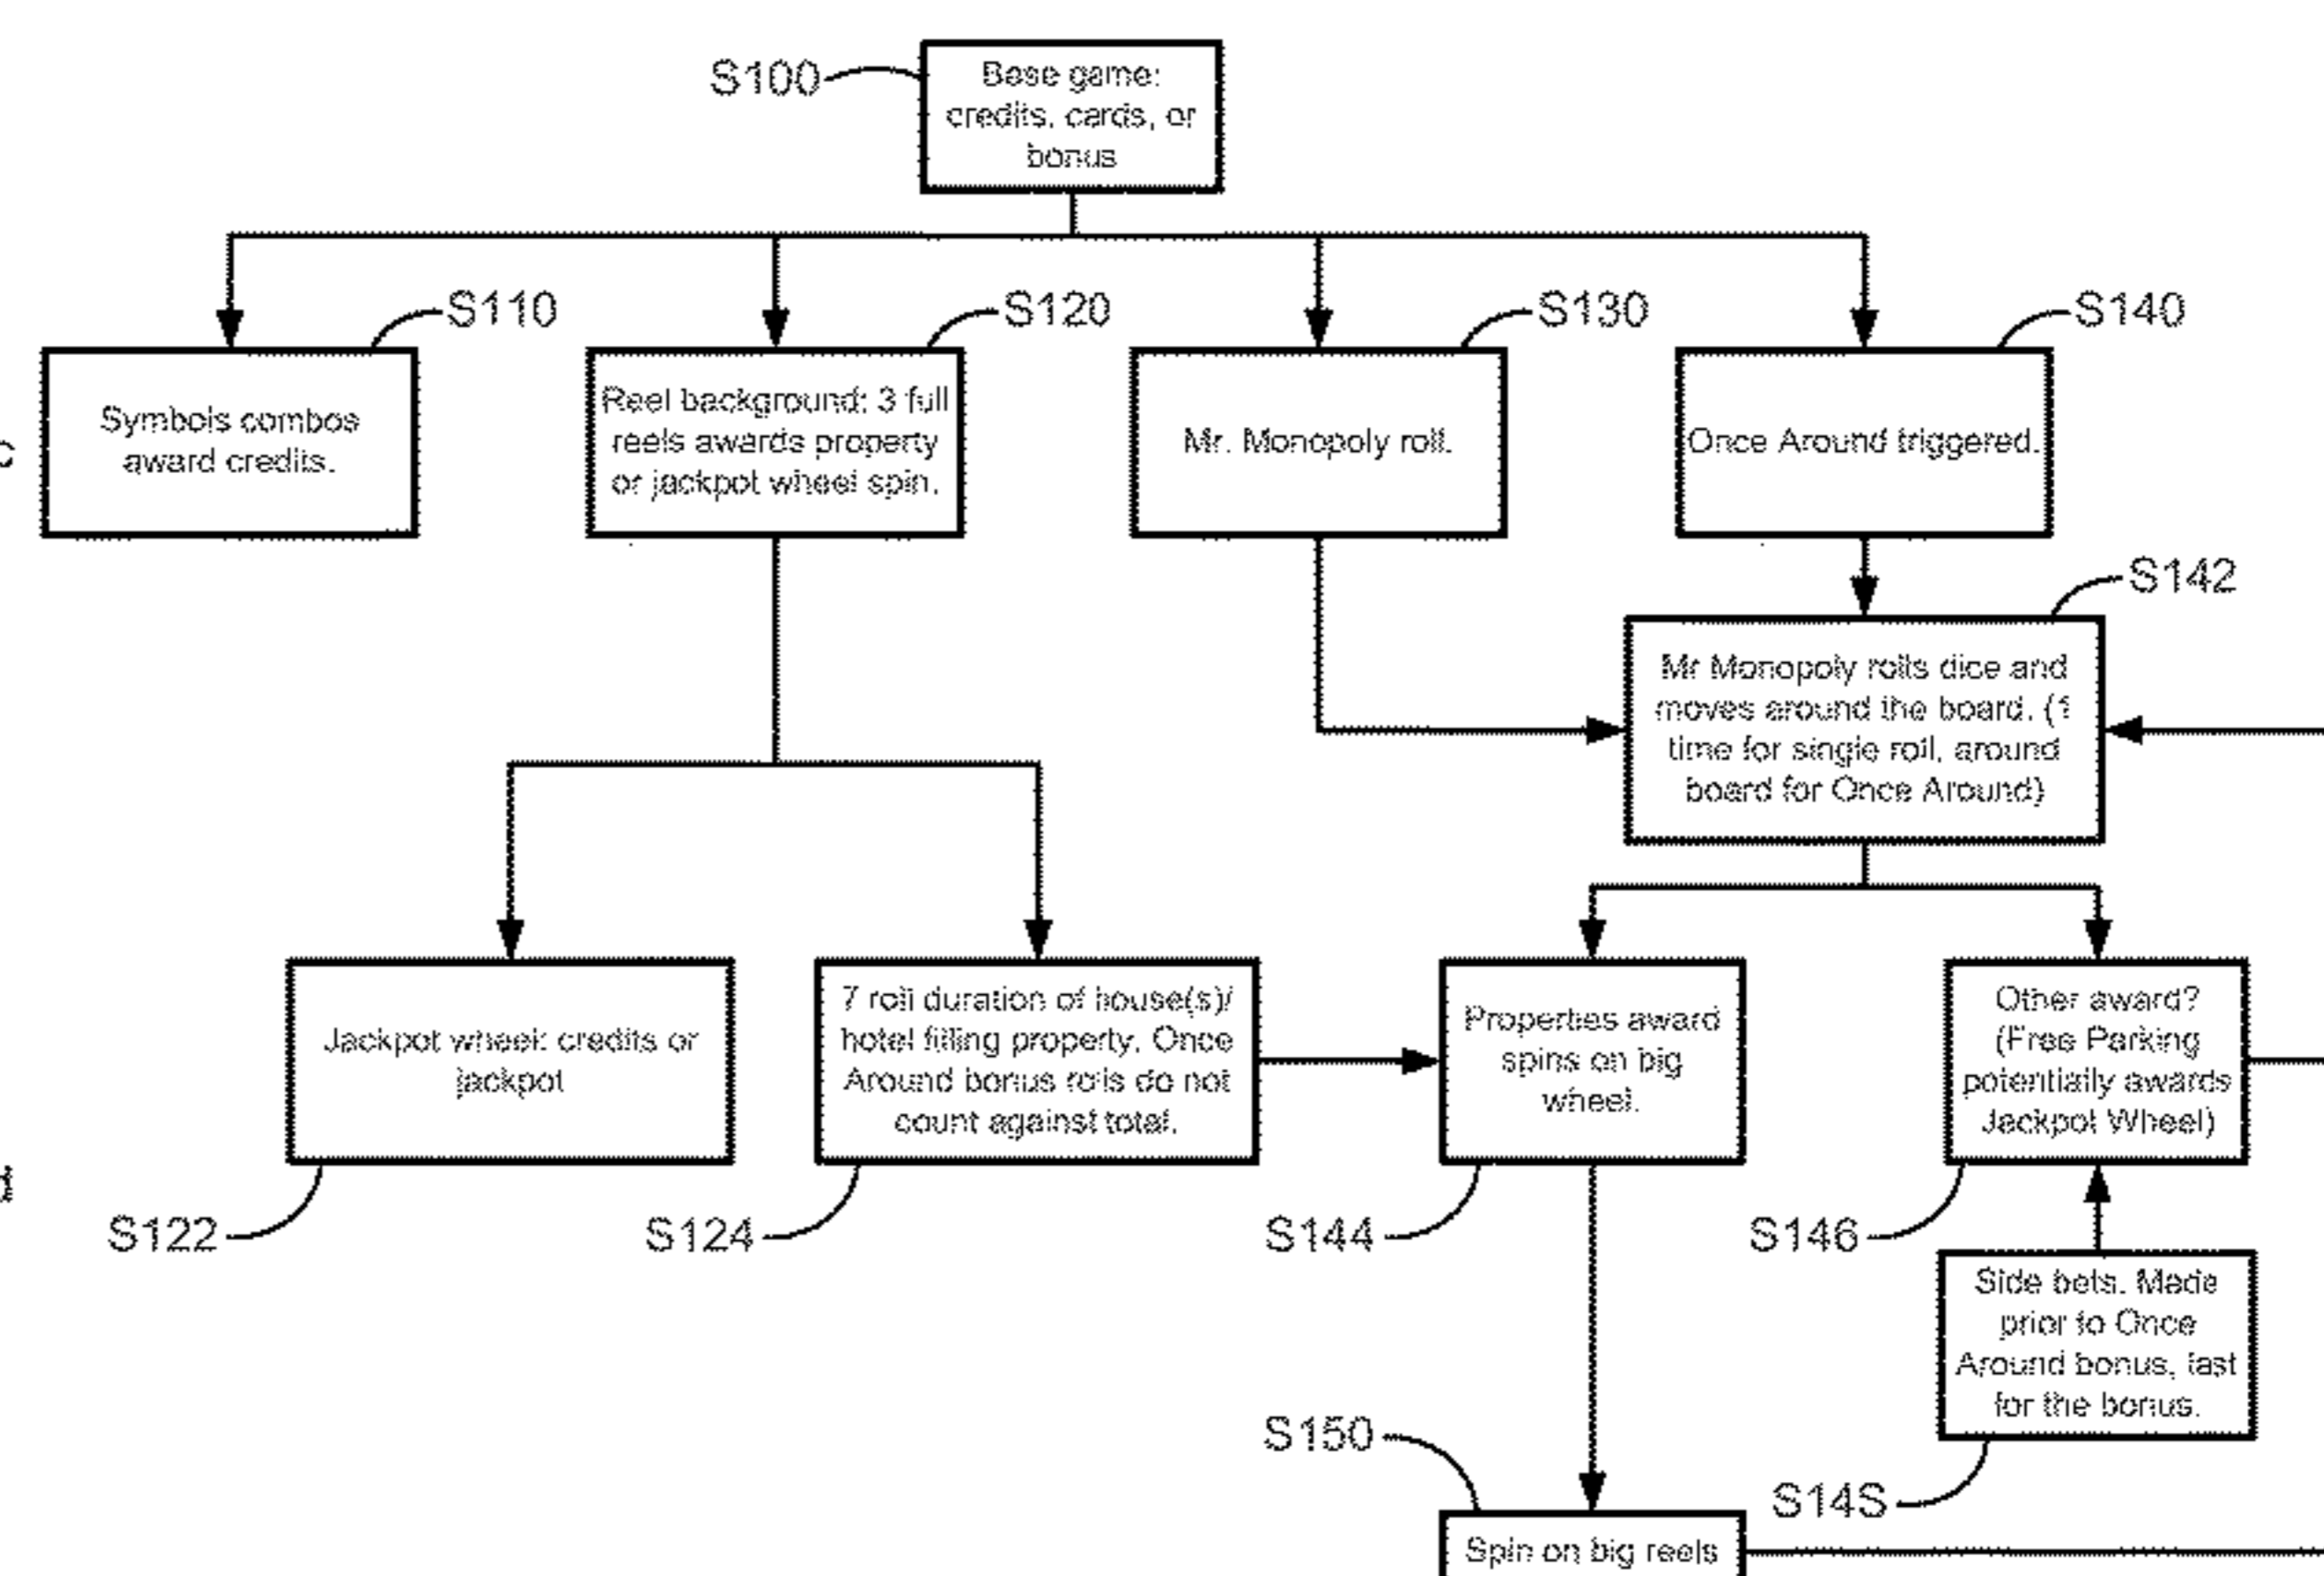 S100
Base game:
credits, cards, or
bonus
S110
S120
S130
S140
Symbols combos
award credits.
Reel background: 3 full
reels awards property
or jackpot wheel spin.
Mr. Monopoly roll.
Once Around triggered.
S142
Mr Monopoly rolls dice and
moves around the board. (1
time for single roll, around
board for Once Around)
Jackpot wheel: credits or
jackpot
7 roll duration of house(s)/
hotel filling property. Once
Around bonus rolls do not
count against total.
Properties award
spins on big
wheel.
Other award?
(Free Parking
potentially awards
Jackpot Wheel)
S122
S124
S144
S146
Side bets. Made
prior to Once
Around bonus, last
for the bonus.
S150
S14S
Spin on big reels